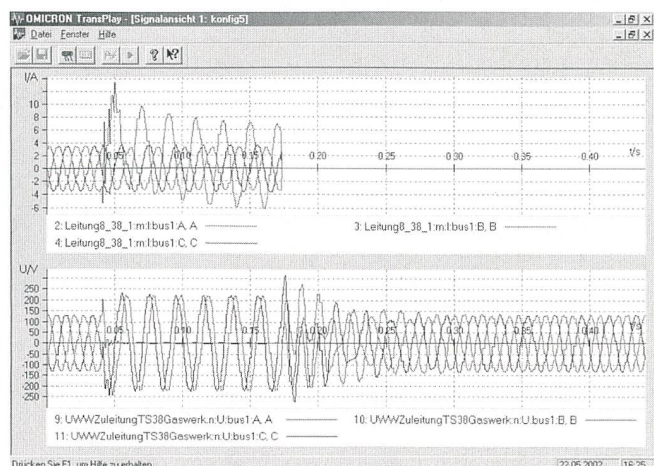 OMICRON TransPlay - [Signalansicht 1: konfig5]
Datei Fenster Hilfe
I/A
10
8
6
4
2
0
-2
-4
-6
0.05 0.10 0.15 0.20 0.25 0.30 0.35 0.40 t/s
2: Leitung8_38_1:m:I:bus1:A, A
3: Leitung8_38_1:m:I:bus1:B, B
4: Leitung8_38_1:m:I:bus1:C, C
U/V
250
200
150
100
50
0
-50
-100
-150
-200
-250
0.05 0.10 0.15 0.20 0.25 0.30 0.35 0.40 t/s
9: UWWZuleitungTS38Gaswerk:n:U:bus1:A, A
10: UWWZuleitungTS38Gaswerk:n:U:bus1:B, B
11: UWWZuleitungTS38Gaswerk:n:U:bus1:C, C
Drücken Sie F1, um Hilfe zu erhalten.
22.05.2002 16:25